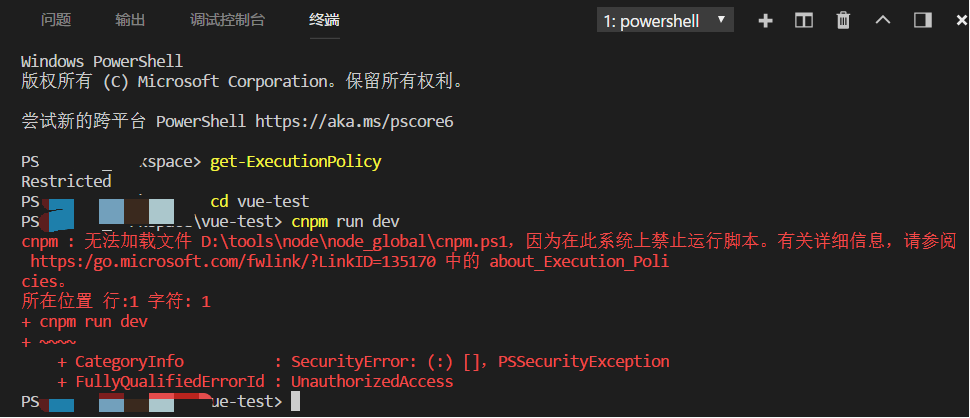 问题 输出 调试控制台 终端 1: powershell
Windows PowerShell
版权所有 (C) Microsoft Corporation。保留所有权利。
尝试新的跨平台 PowerShell https://aka.ms/pscore6
PS kspace> get-ExecutionPolicy
Restricted
PS cd vue-test
PS \vue-test> cnpm run dev
cnpm : 无法加载文件 D:\tools\node\node_global\cnpm.ps1，因为在此系统上禁止运行脚本。有关详细信息，请参阅
https:/go.microsoft.com/fwlink/?LinkID=135170 中的 about_Execution_Poli
cies。
所在位置 行:1 字符: 1
+ cnpm run dev
+ ~~~~
+ CategoryInfo : SecurityError: (:) []，PSSecurityException
+ FullyQualifiedErrorId : UnauthorizedAccess
PS ue-test>